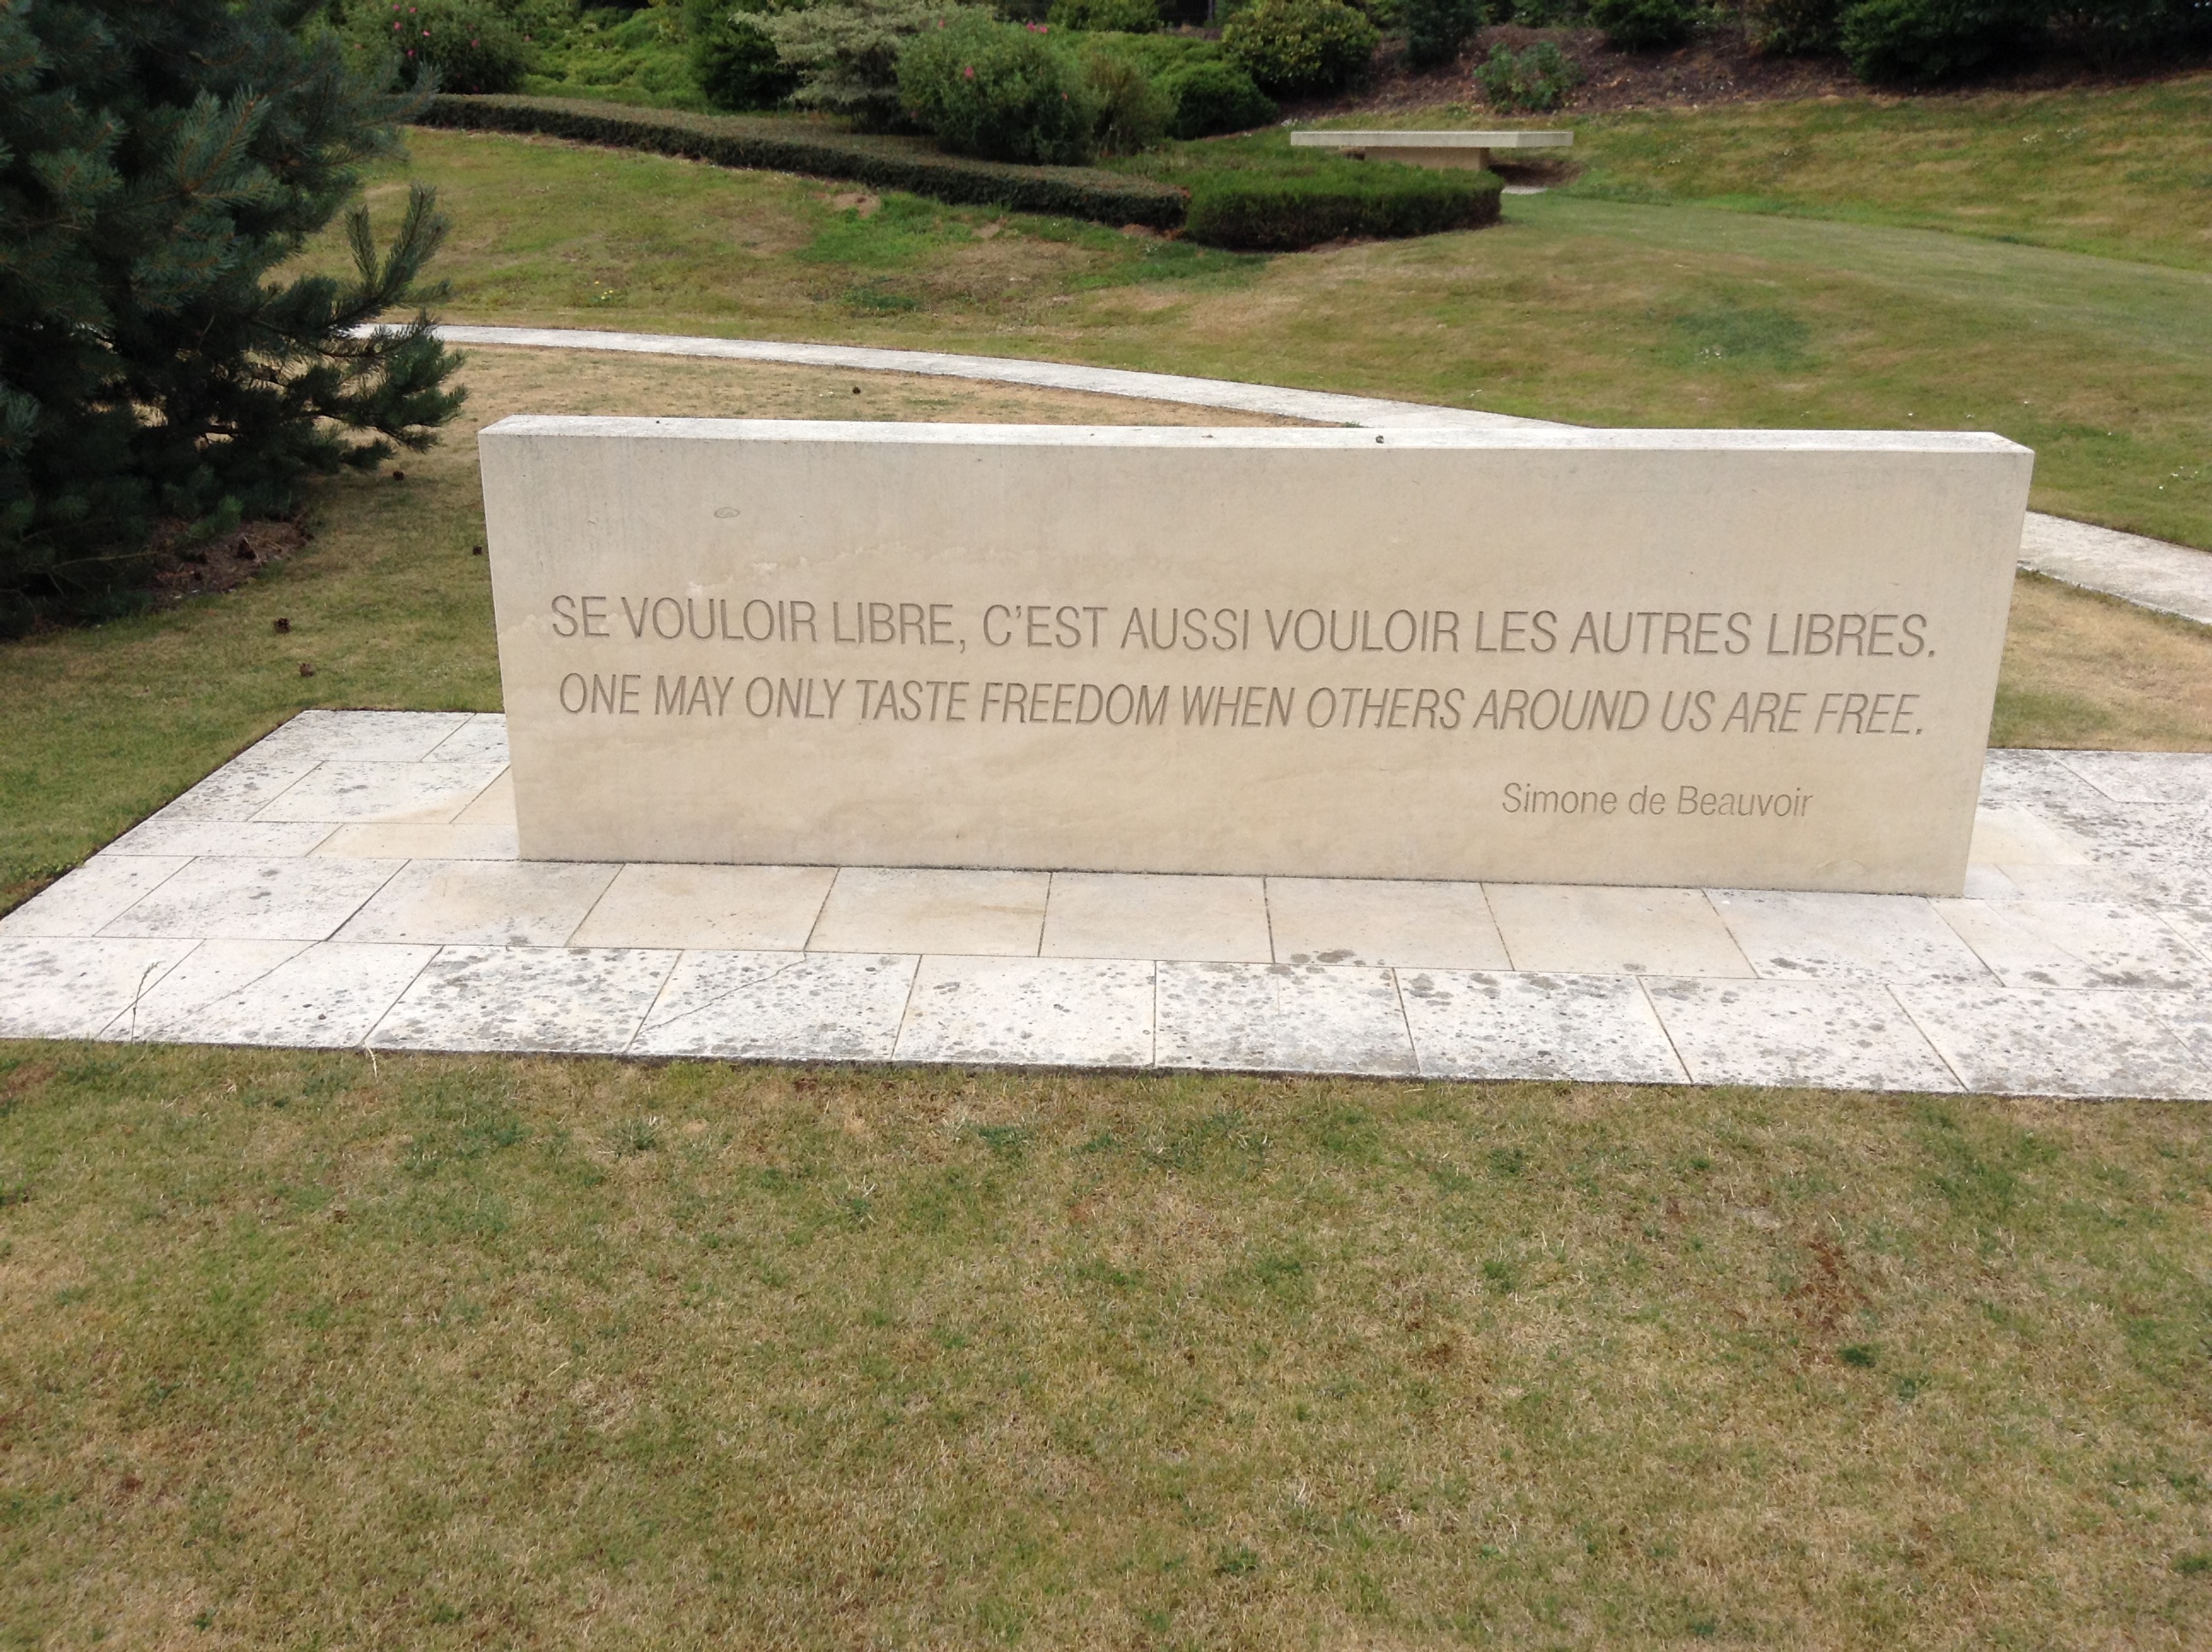 SE VOULOIR LIBRE, C'EST AUSSI VOULOIR LES AUTRES LIBRES.
ONE MAY ONLY TASTE FREEDOM WHEN OTHERS AROUND US ARE FREE.
Simone de Beauvoir